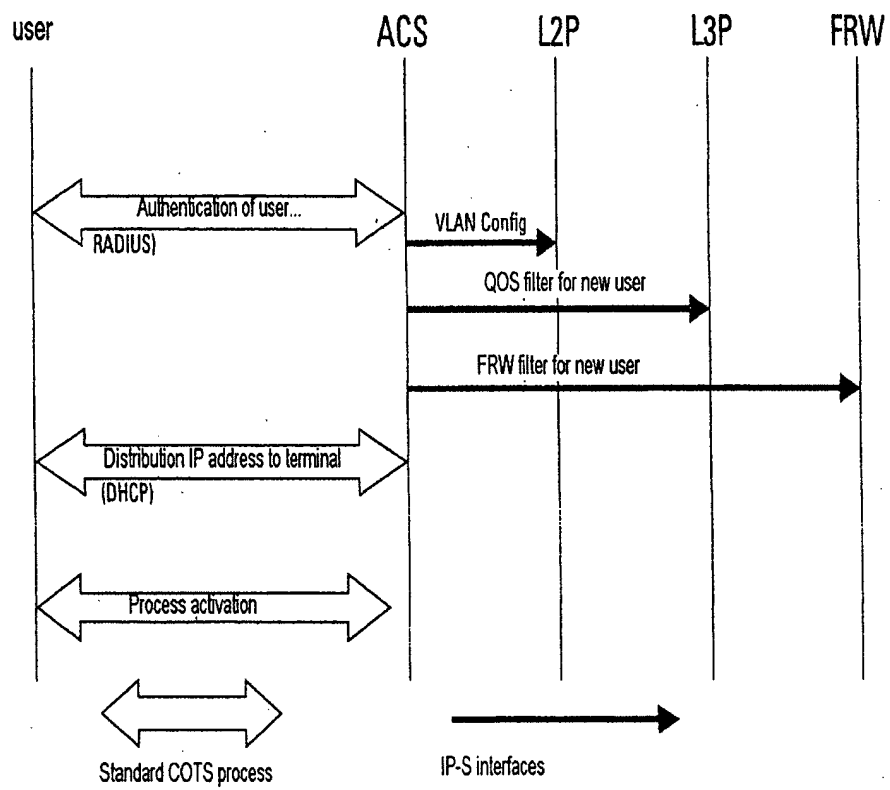 user ACS L2P L3P FRW
Authentication of user...
RADIUS)
VLAN Config
QOS filter for new user
FRW filter for new user
Distribution IP address to terminal
(DHCP)
Process activation
Standard COTS process
IP-S interfaces